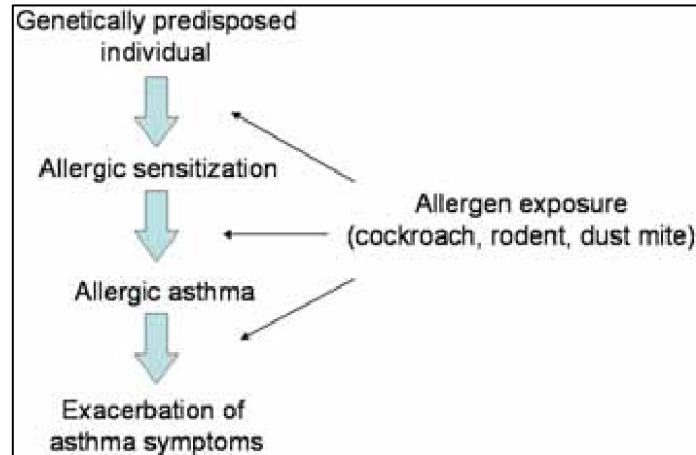 Genetically predisposed
individual
Allergic sensitization
Allergen exposure
(cockroach, rodent, dust mite)
Allergic asthma
Exacerbation of
asthma symptoms